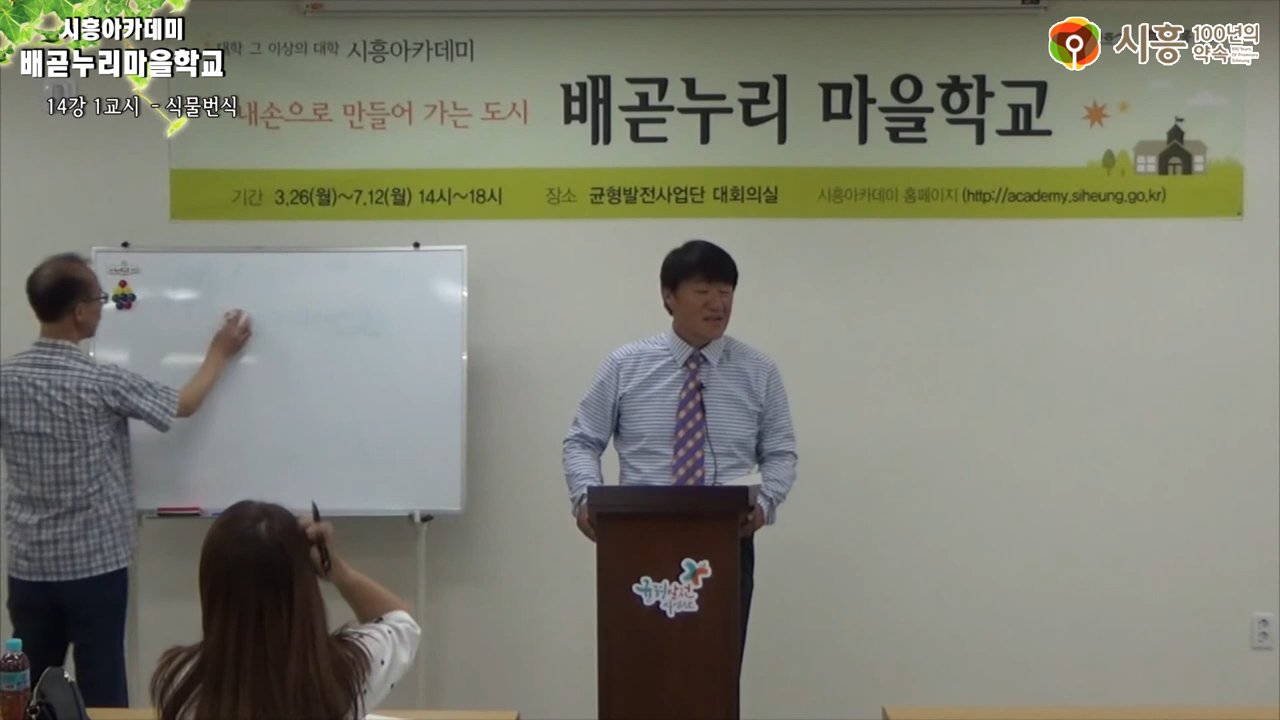 시흥아카데미
배곧누리마을학교
14강 1교시 - 식물번식
시흥 100년의
약속
대학 그 이상의 대학 시흥아카데미
내손으로 만들어 가는 도시 배곧누리 마을학교
기간 3.26(월)~7.12(월) 14시~18시 장소 균형발전사업단 대회의실 시흥아카데미 홈페이지 (http://academy.siheung.go.kr)
균형발전